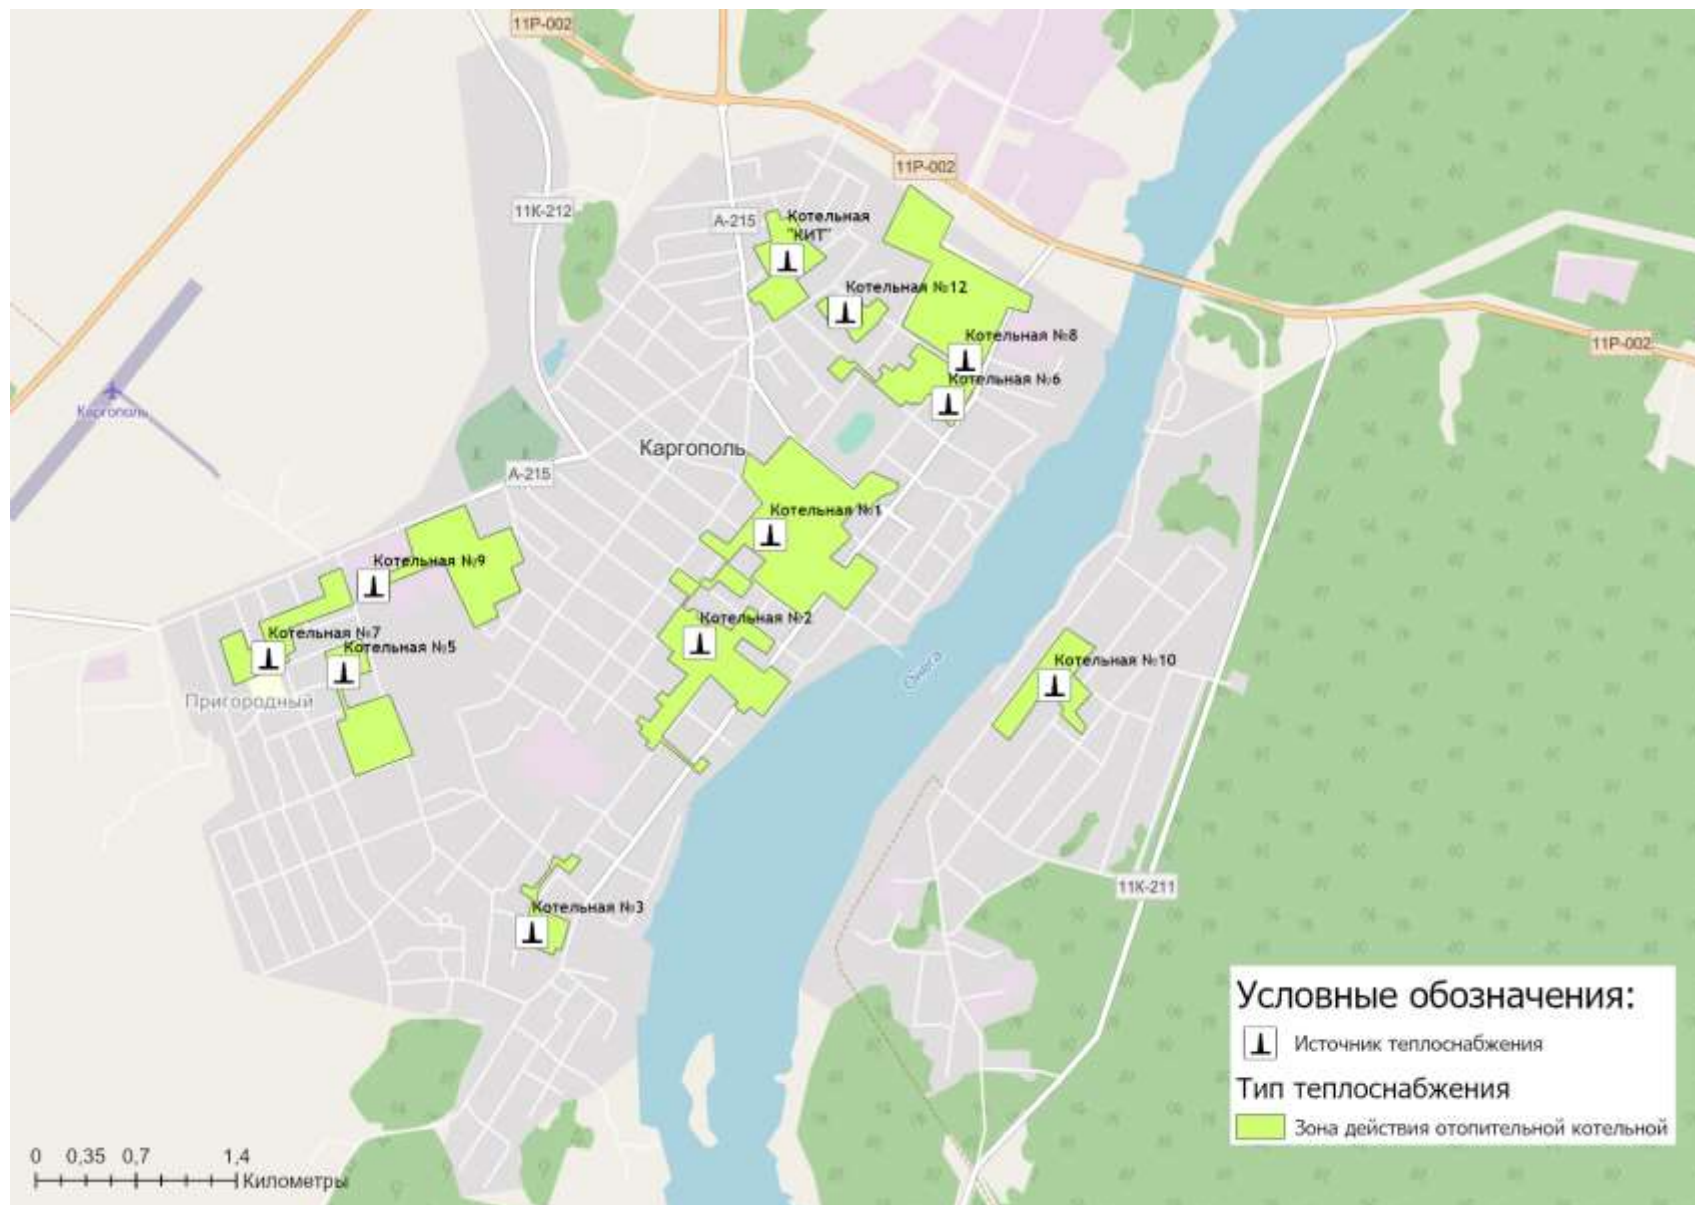 11Р-002
11Р-002
11К-212
А-215
Котельная
"КИТ"
Котельная №12
Котельная №8
11Р-002
Котельная №6
Каргополь
Каргополь
А-215
Котельная №1
Котельная №9
Котельная №2
Котельная №7
Котельная №5
Онега
Котельная №10
Пригородный
11К-211
Котельная №3
Условные обозначения:
Источник теплоснабжения
Тип теплоснабжения
Зона действия отопительной котельной
0 0,35 0,7 1,4
Километры